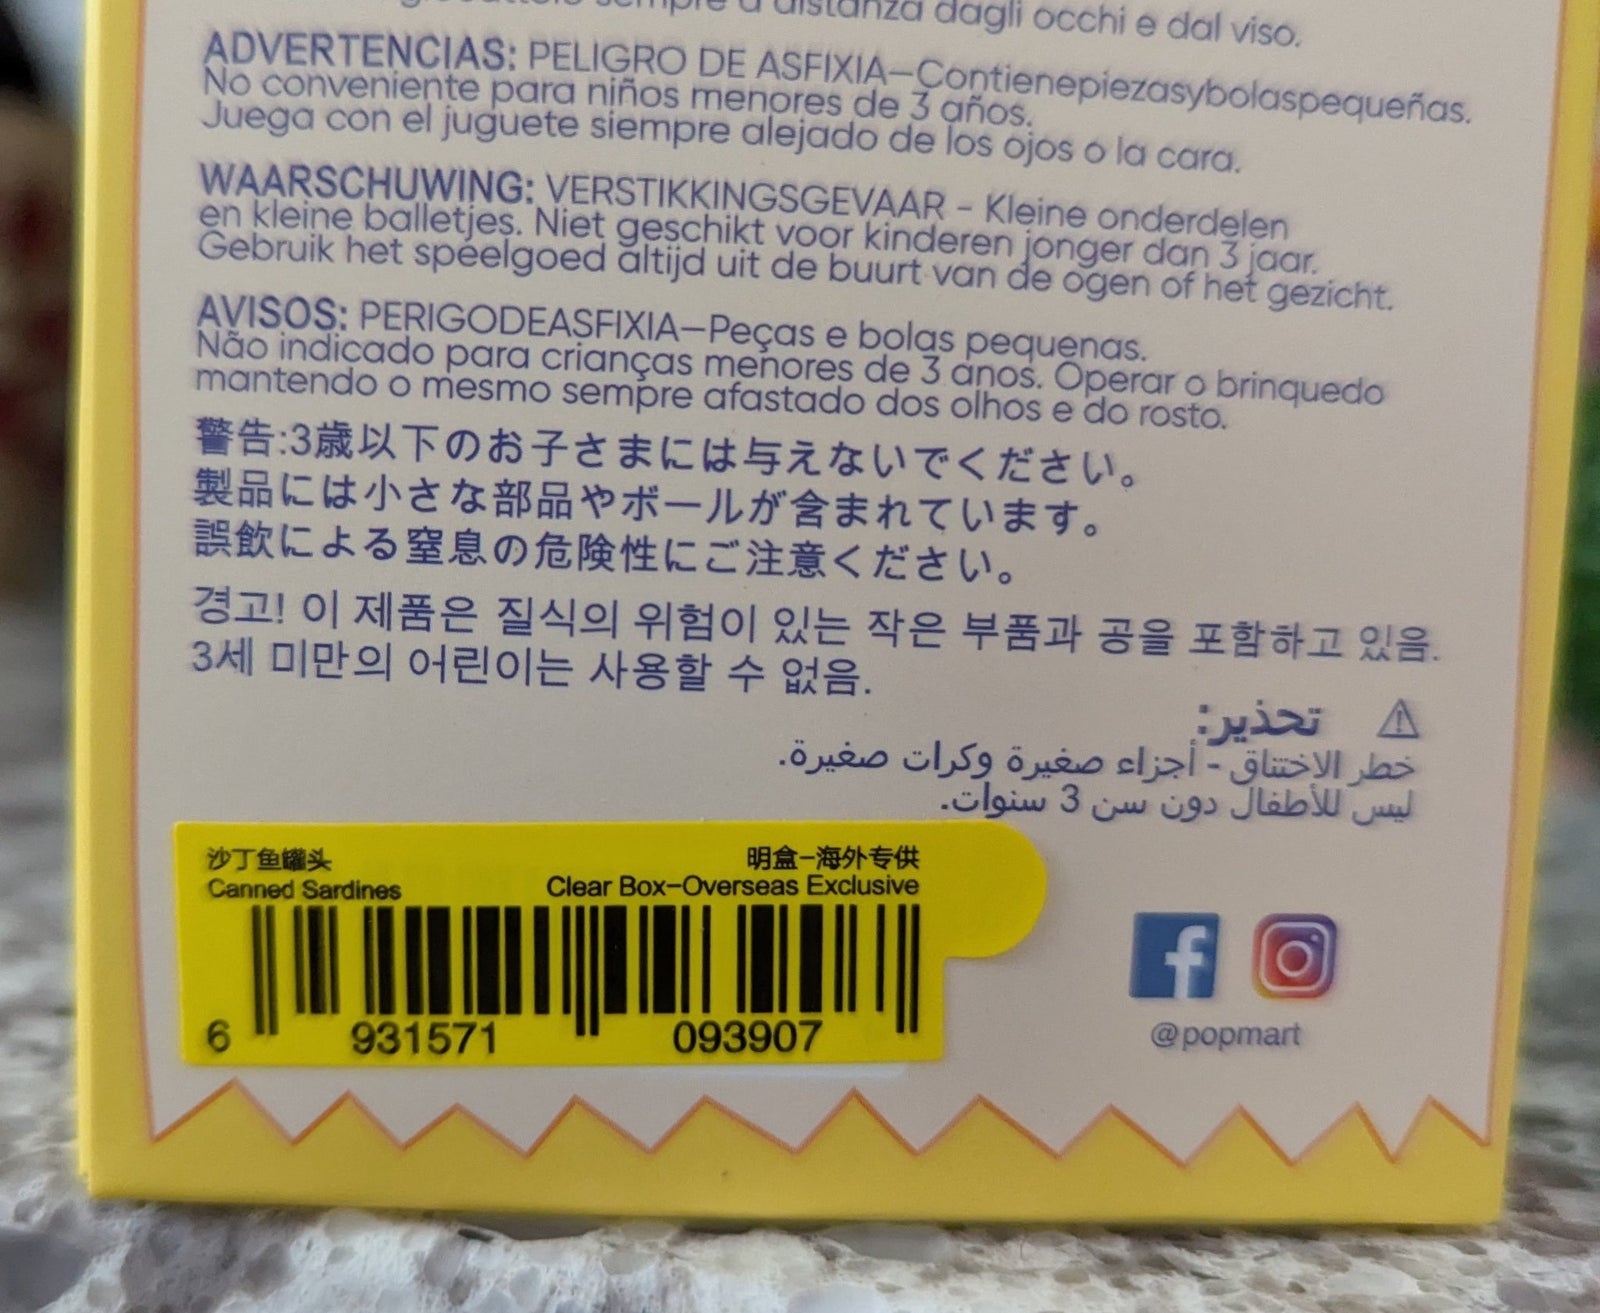 sempre a distanza dagli occhi e dal viso.
ADVERTENCIAS: PELIGRO DE ASFIXIA—Contienepiezasybolaspequeñas.
No conveniente para niños menores de 3 años.
Juega con el juguete siempre alejado de los ojos o la cara.
WAARSCHUWING: VERSTIKKINGSGEVAAR - Kleine onderdelen
en kleine balletjes. Niet geschikt voor kinderen jonger dan 3 jaar.
Gebruik het speelgoed altijd uit de buurt van de ogen of het gezicht.
AVISOS: PERIGODEASFIXIA—Peças e bolas pequenas.
Não indicado para crianças menores de 3 anos. Operar o brinquedo
mantendo o mesmo sempre afastado dos olhos e do rosto.
警告:3歳以下のお子さまには与えないでください。
製品には小さな部品やボールが含まれています。
誤飲による窒息の危険性にご注意ください。
경고! 이 제품은 질식의 위험이 있는 작은 부품과 공을 포함하고 있음.
3세 미만의 어린이는 사용할 수 없음.
⚠ تحذير:
خطر الاختناق - أجزاء صغيرة وكرات صغيرة.
ليس للأطفال دون سن 3 سنوات.
沙丁鱼罐头 明盒-海外专供
Canned Sardines Clear Box-Overseas Exclusive
6 931571 093907
@popmart